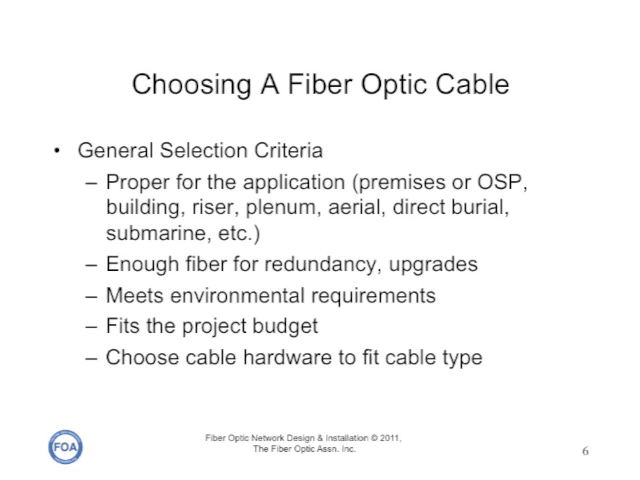 Choosing A Fiber Optic Cable
• General Selection Criteria
– Proper for the application (premises or OSP,
building, riser, plenum, aerial, direct burial,
submarine, etc.)
– Enough fiber for redundancy, upgrades
– Meets environmental requirements
– Fits the project budget
– Choose cable hardware to fit cable type
FOA
Fiber Optic Network Design & Installation © 2011,
The Fiber Optic Assn. Inc.
6